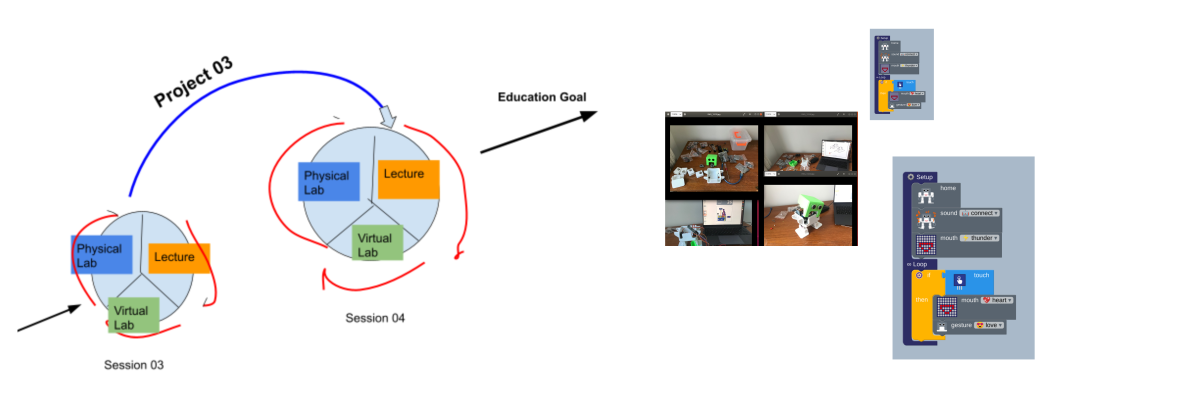 Project 03
Education Goal
Physical
Lab
Lecture
Virtual
Lab
Session 04
Physical
Lab
Lecture
Virtual
Lab
Session 03
Setup
home
sound connect
mouth thunder
Loop
if touch
then mouth heart
gesture love